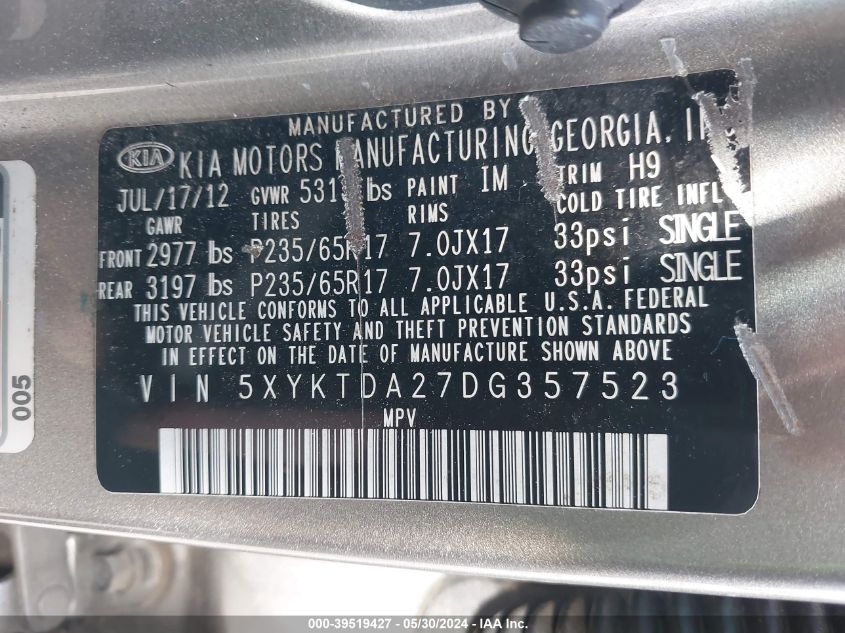 MANUFACTURED BY
KIA KIA MOTORS MANUFACTURING GEORGIA,
JUL/17/12 GVWR lbs PAINT IM TRIM H9
GAWR TIRES RIMS COLD TIRE INFL
FRONT 2977 lbs P235/65R17 7.0JX17 33psi SINGLE
REAR 3197 lbs P235/65R17 7.0JX17 33psi SINGLE
THIS VEHICLE CONFORMS TO ALL APPLICABLE U.S.A. FEDERAL
MOTOR VEHICLE SAFETY AND THEFT PREVENTION STANDARDS
IN EFFECT ON THE DATE OF MANUFACTURE SHOWN ABOVE
VIN 5XYKTDA27DG357523
MPV
005
000-39519427 - 05/30/2024 - IAA Inc.